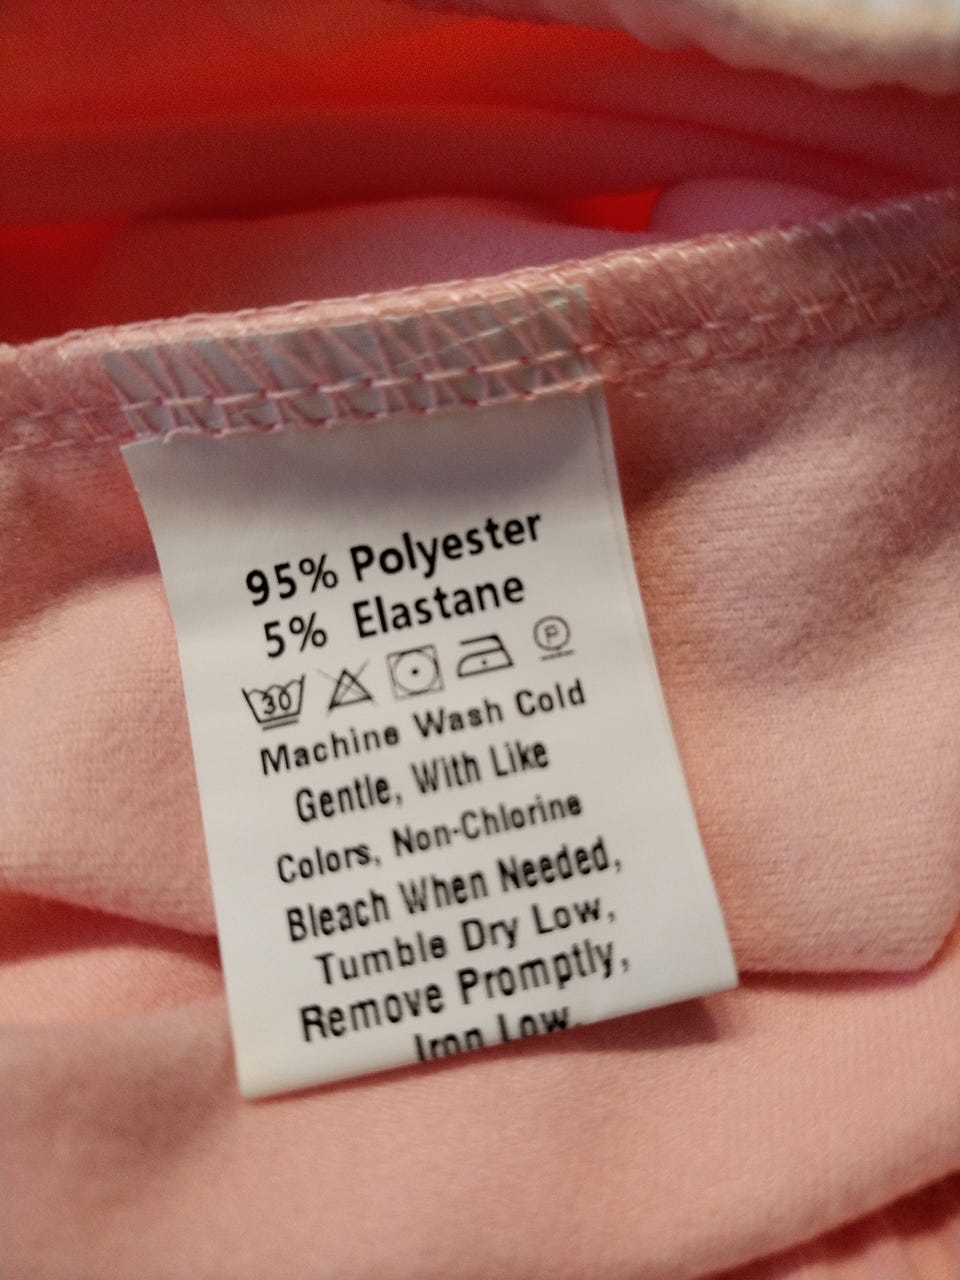 95% Polyester
5% Elastane
30 P
Machine Wash Cold
Gentle, With Like
Colors, Non-Chlorine
Bleach When Needed,
Tumble Dry Low,
Remove Promptly,
Iron Low.